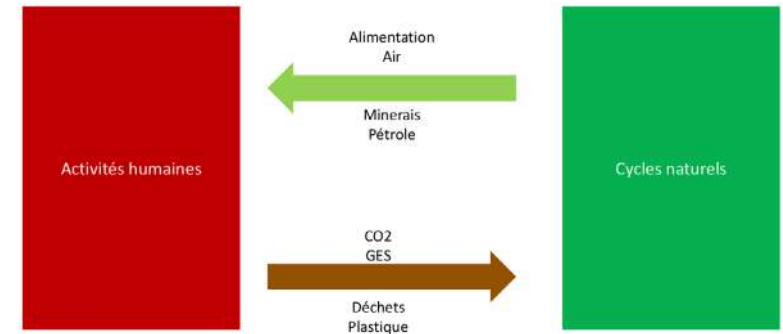 Activités humaines
Alimentation
Air
Minerais
Pétrole
CO2
GES
Déchets
Plastique
Cycles naturels